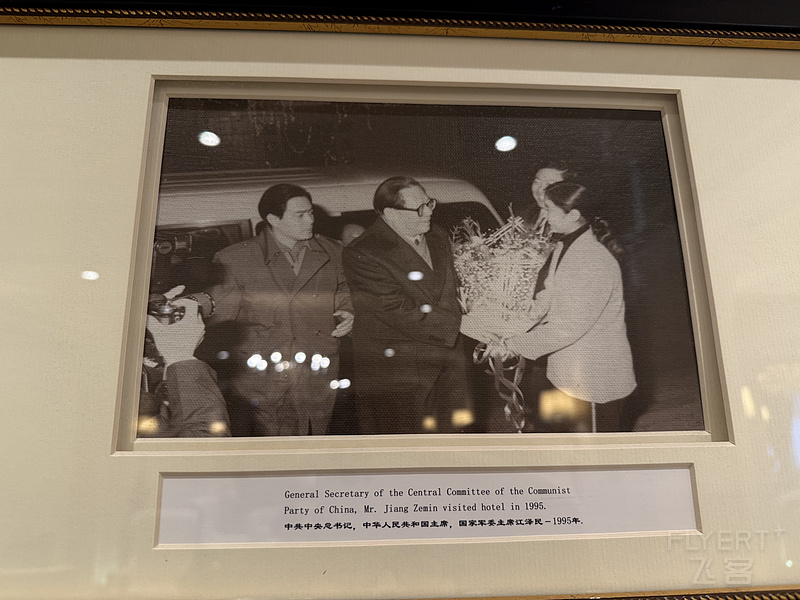 General Secretary of the Central Committee of the Communist
Party of China, Mr. Jiang Zemin visited hotel in 1995.
中共中央总书记，中华人民共和国主席，国家军委主席江泽民－1995年.
FLYERT+
飞客